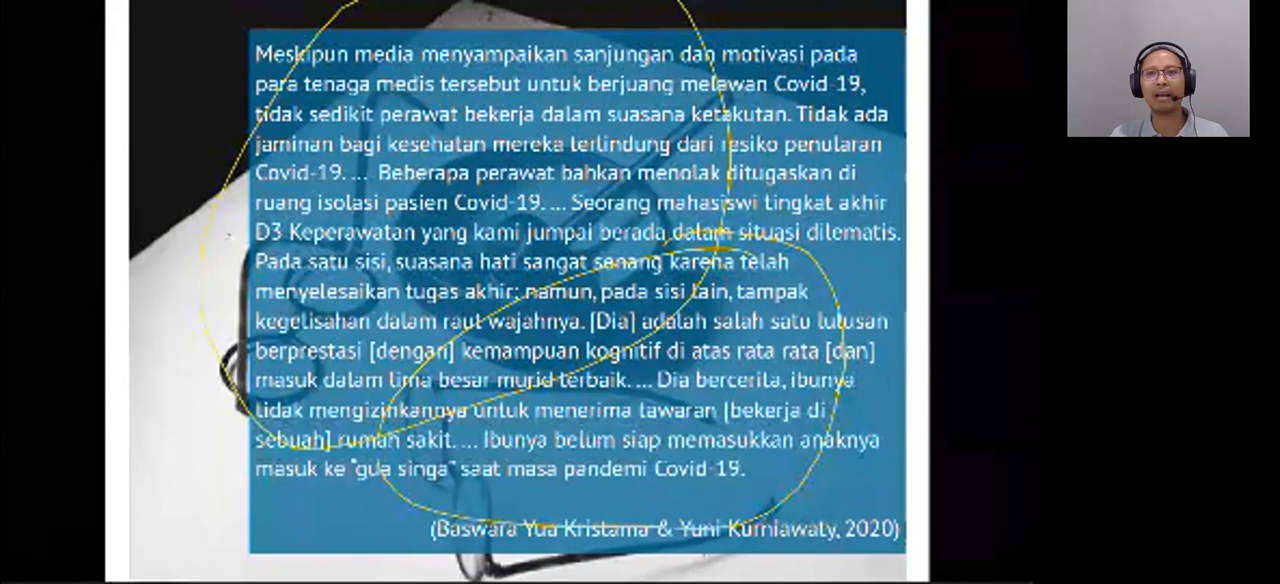 Meskipun media menyampaikan sanjungan dan motivasi pada
para tenaga medis tersebut untuk berjuang melawan Covid-19,
tidak sedikit perawat bekerja dalam suasana ketakutan. Tidak ada
jaminan bagi kesehatan mereka terlindung dari resiko penularan
Covid-19. ... Beberapa perawat bahkan menolak ditugaskan di
ruang isolasi pasien Covid-19. ... Seorang mahasiswi tingkat akhir
D3 Keperawatan yang kami jumpai berada dalam situasi dilematis.
Pada satu sisi, suasana hati sangat senang karena telah
menyelesaikan tugas akhir; namun, pada sisi lain, tampak
kegelisahan dalam raut wajahnya. [Dia] adalah salah satu lulusan
berprestasi [dengan] kemampuan kognitif di atas rata rata [dan]
masuk dalam lima besar murid terbaik. ... Dia bercerita, ibunya
tidak mengizinkannya untuk menerima tawaran [bekerja di
sebuah] rumah sakit. ... Ibunya belum siap memasukkan anaknya
masuk ke "gua singa" saat masa pandemi Covid-19.
(Baswara Yua Kristama & Yuni Kurniawaty, 2020)